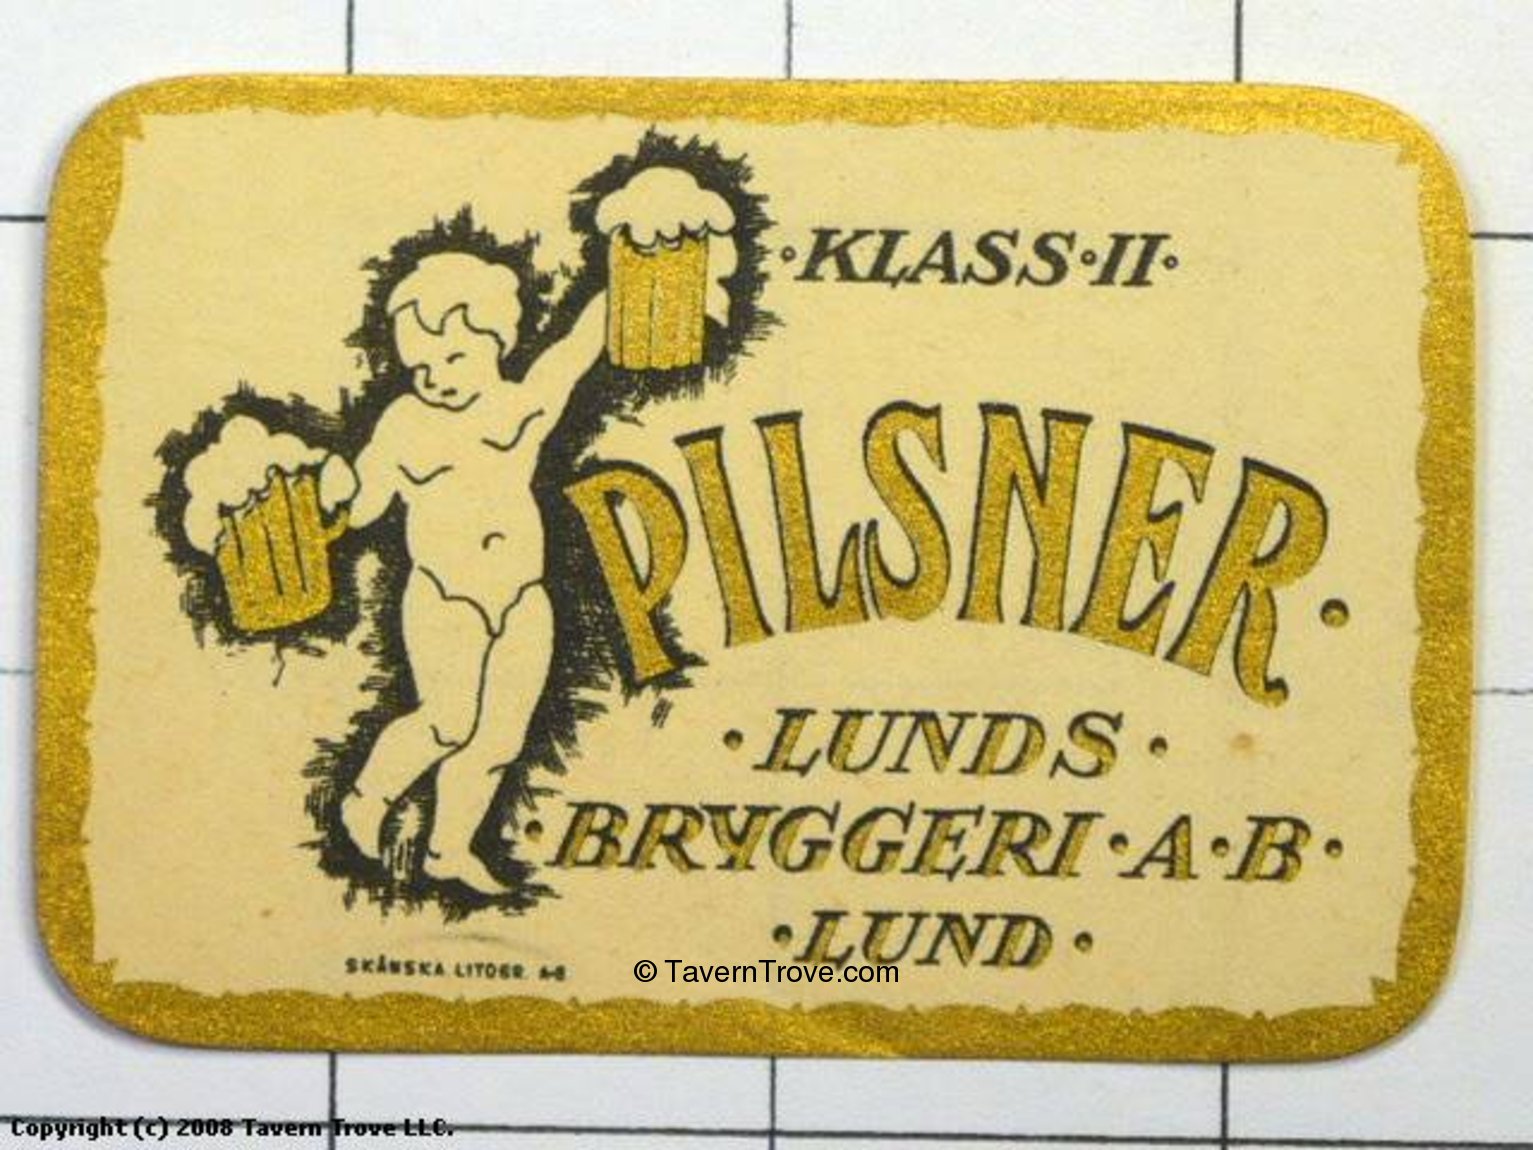 ·KLASS·II·
PILSNER·
·LUNDS·
·BRYGGERI·A·B·
·LUND·
SKÅNSKA LITOGR. A-B
© TavernTrove.com
Copyright (c) 2008 Tavern Trove LLC.